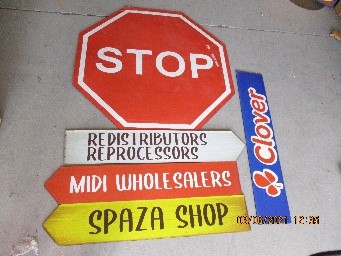 STOP
REDISTRIBUTORS
REPROCESSORS
Clover
MIDI WHOLESALERS
SPAZA SHOP